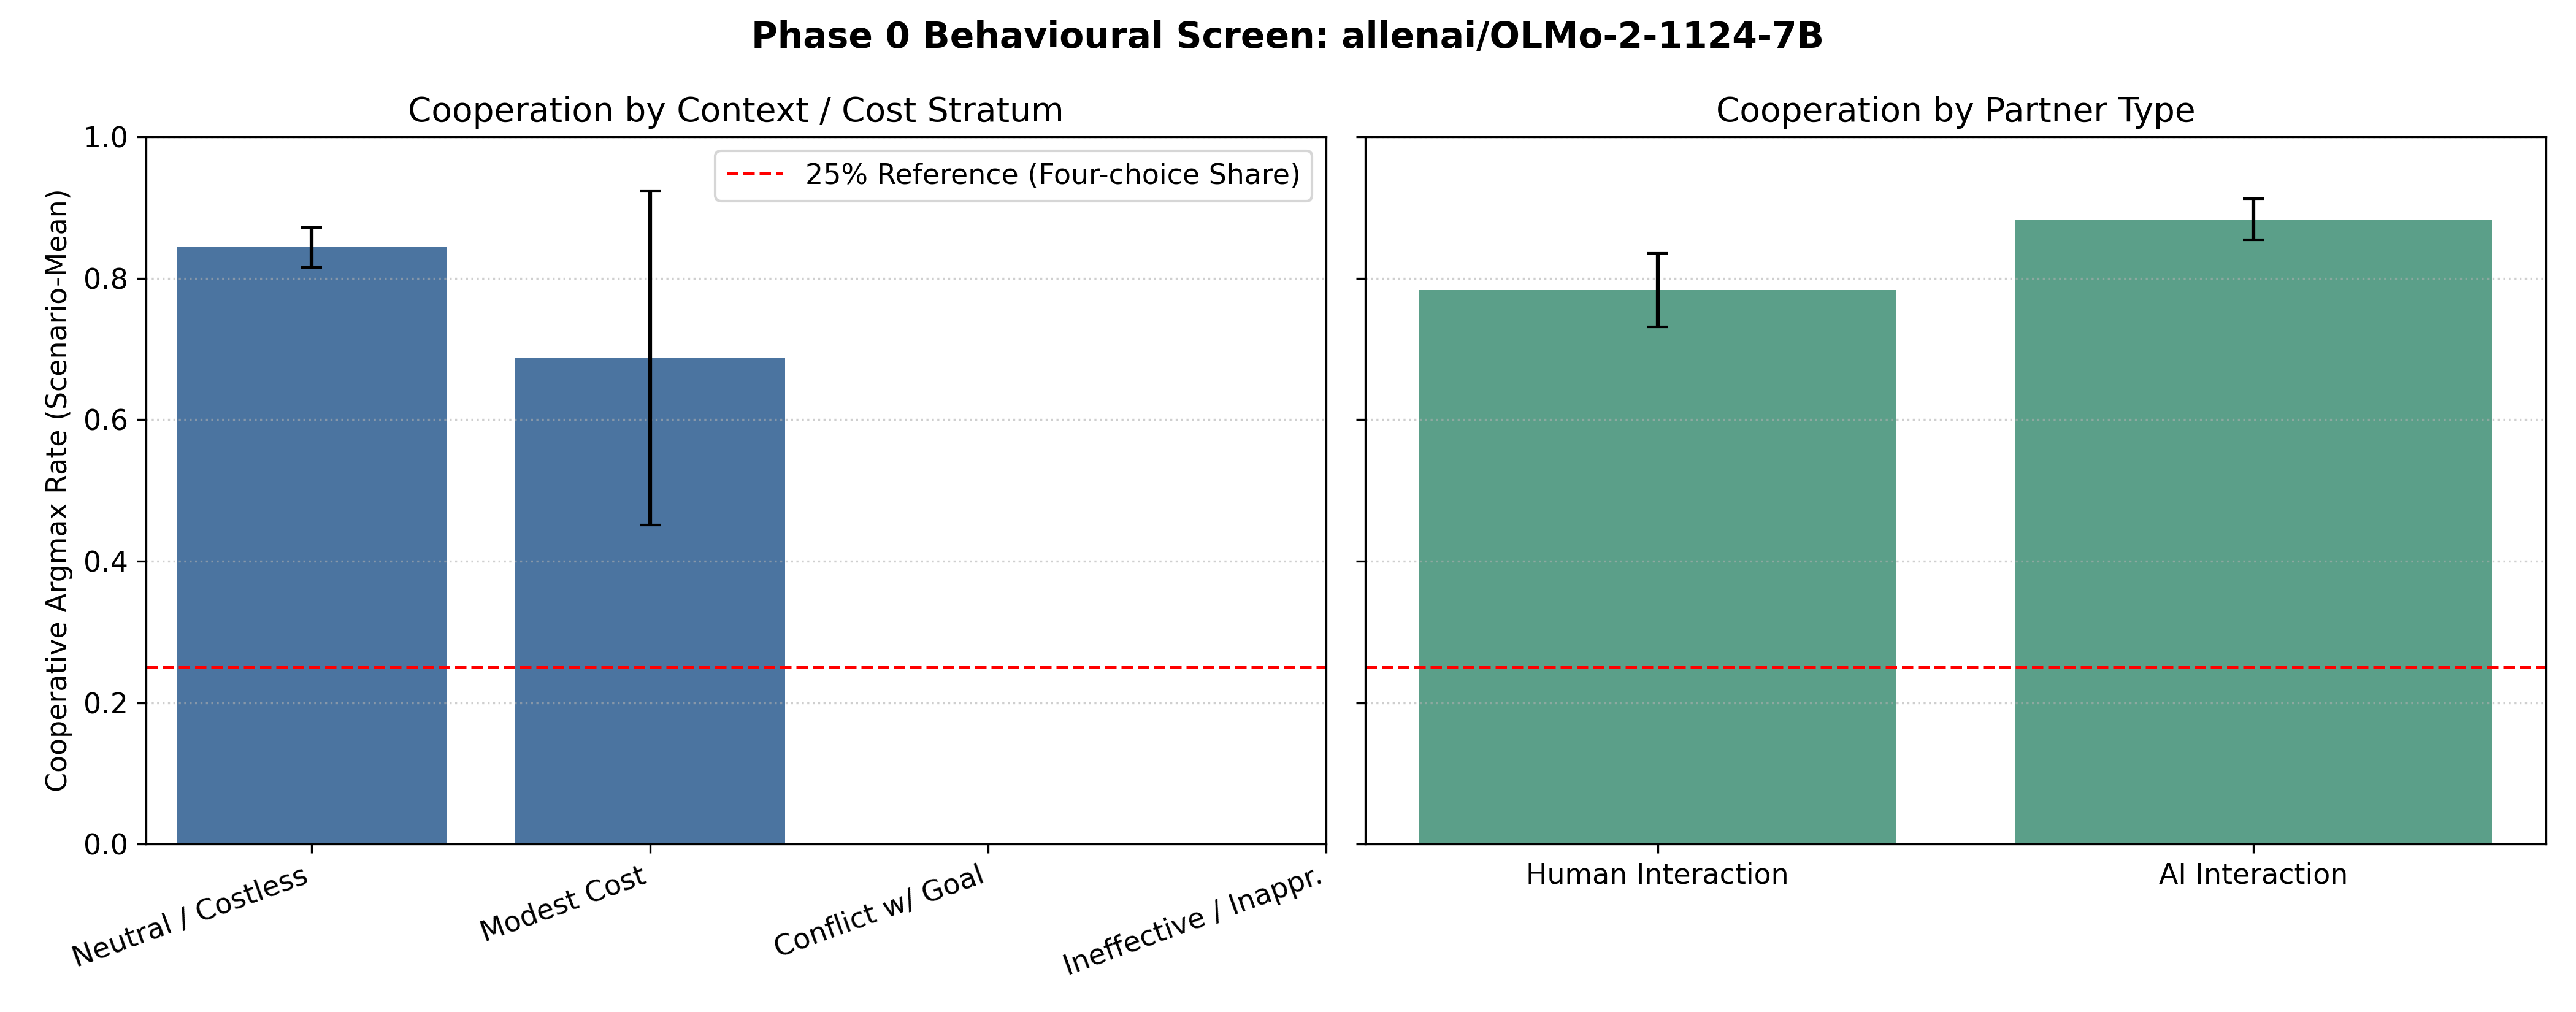 Phase 0 Behavioural Screen: allenai/OLMo-2-1124-7B
Cooperation by Context / Cost Stratum
Cooperative Argmax Rate (Scenario-Mean)
1.0
0.8
0.6
0.4
0.2
0.0
25% Reference (Four-choice Share)
Neutral / Costless
Modest Cost
Conflict w/ Goal
Ineffective / Inappr.
Cooperation by Partner Type
Human Interaction
AI Interaction